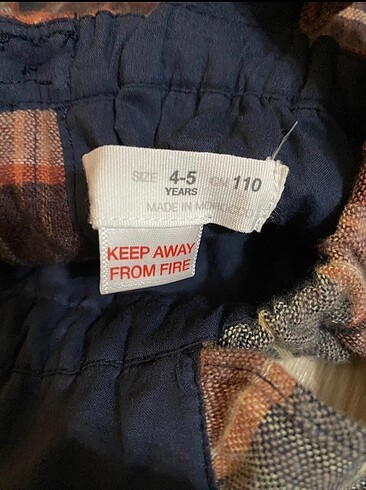 SIZE 4-5 CM 110
YEARS
MADE IN MOROCCO
KEEP AWAY
FROM FIRE